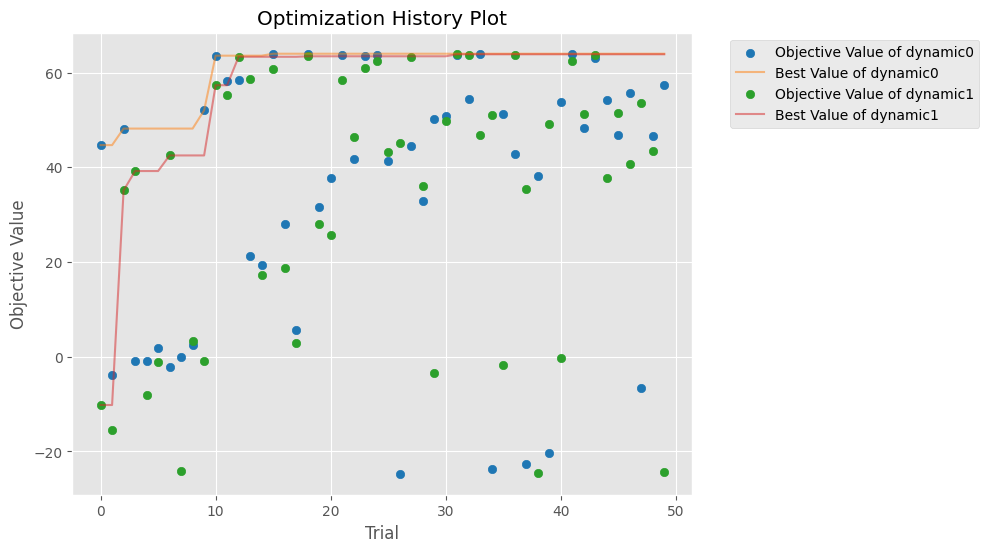 Optimization History Plot
Objective Value of dynamic0
Best Value of dynamic0
Objective Value of dynamic1
Best Value of dynamic1
Objective Value
60
40
20
0
−20
0
10
20
30
40
50
Trial